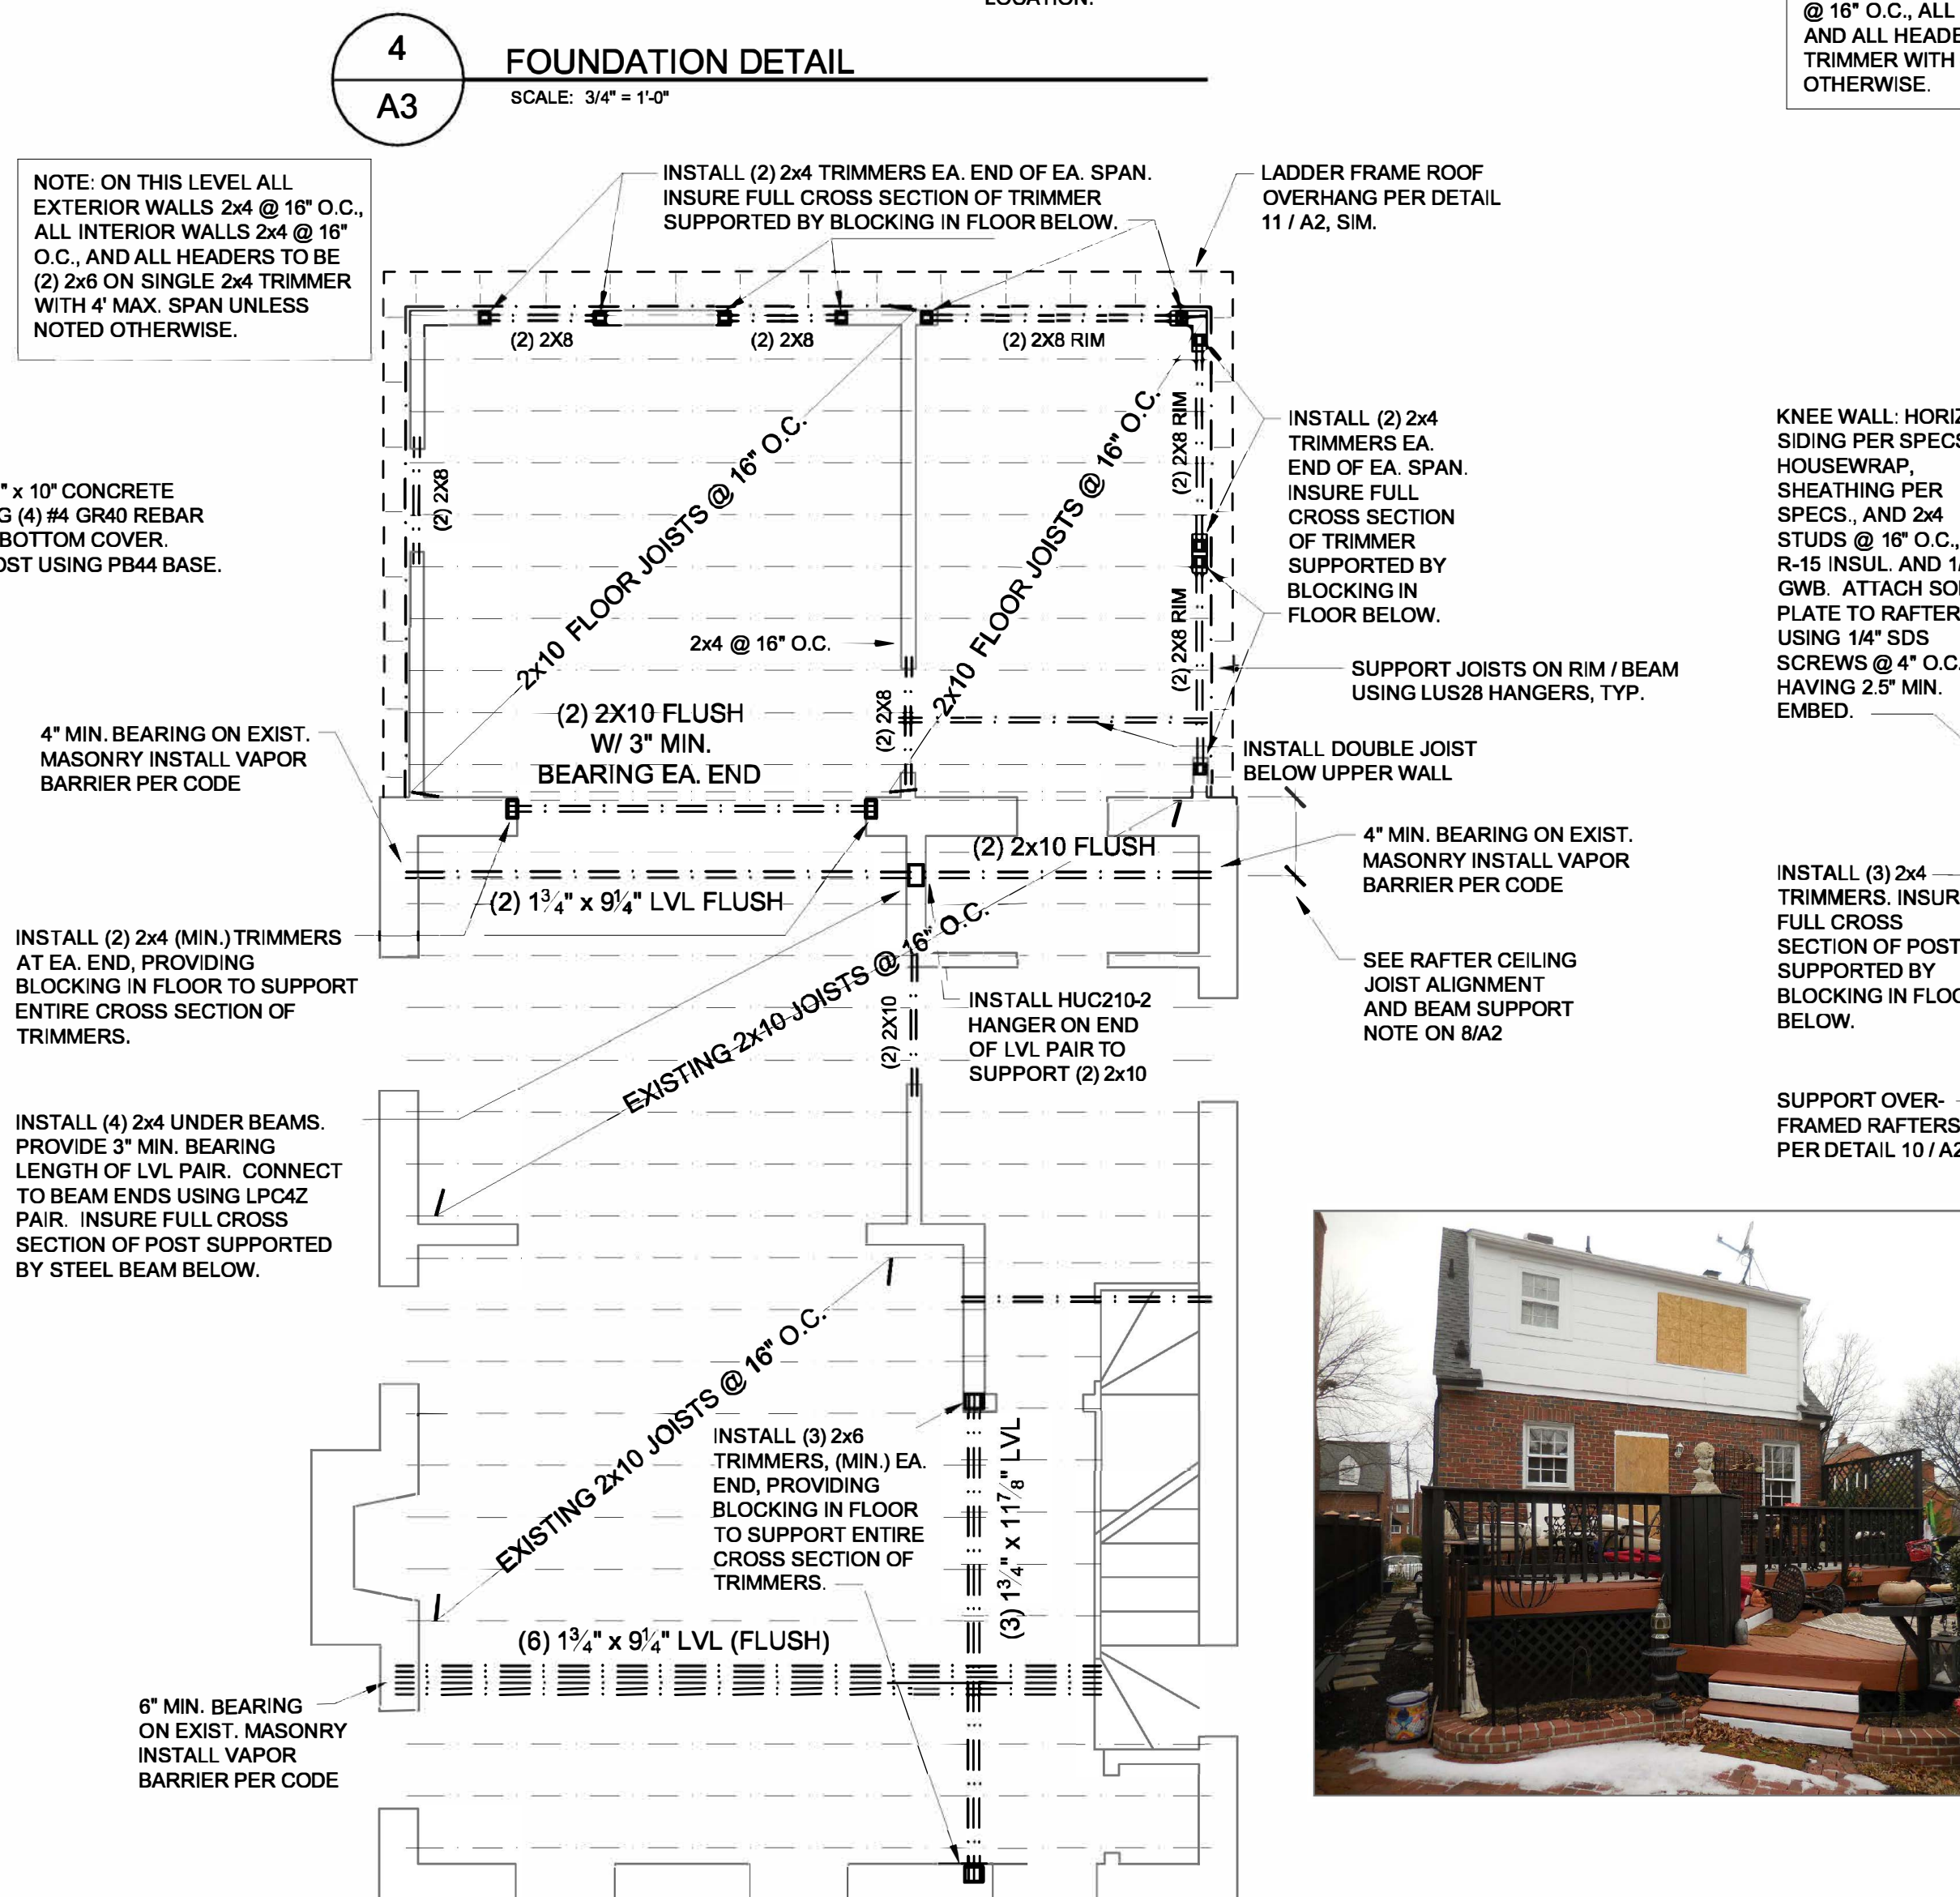 LOCATION.
4
A3
FOUNDATION DETAIL
SCALE: 3/4" = 1'-0"
@ 16" O.C., ALL
TRIMMER WITH
OTHERWISE.
NOTE: ON THIS LEVEL ALL
EXTERIOR WALLS 2x4 @ 16" O.C.,
ALL INTERIOR WALLS 2x4 @ 16"
O.C., AND ALL HEADERS TO BE
(2) 2x6 ON SINGLE 2x4 TRIMMER
WITH 4' MAX. SPAN UNLESS
NOTED OTHERWISE.
INSTALL (2) 2x4 TRIMMERS EA. END OF EA. SPAN.
INSURE FULL CROSS SECTION OF TRIMMER
SUPPORTED BY BLOCKING IN FLOOR BELOW.
LADDER FRAME ROOF
OVERHANG PER DETAIL
11 / A2, SIM.
(2) 2X8
(2) 2X8
(2) 2X8 RIM
(2) 2X8
2x10 FLOOR JOISTS @ 16" O.C.
2x10 FLOOR JOISTS @ 16" O.C.
(2) 2X8 RIM
(2) 2X8 RIM
2x4 @ 16" O.C.
(2) 2X8
(2) 2X10 FLUSH
W/ 3" MIN.
BEARING EA. END
" x 10" CONCRETE
G (4) #4 GR40 REBAR
BOTTOM COVER.
OST USING PB44 BASE.
INSTALL (2) 2x4
TRIMMERS EA.
END OF EA. SPAN.
INSURE FULL
CROSS SECTION
OF TRIMMER
SUPPORTED BY
BLOCKING IN
FLOOR BELOW.
SUPPORT JOISTS ON RIM / BEAM
USING LUS28 HANGERS, TYP.
INSTALL DOUBLE JOIST
BELOW UPPER WALL
4" MIN. BEARING ON EXIST.
MASONRY INSTALL VAPOR
BARRIER PER CODE
4" MIN. BEARING ON EXIST.
MASONRY INSTALL VAPOR
BARRIER PER CODE
(2) 2x10 FLUSH
(2) 1 3/4" x 9 1/4" LVL FLUSH
EXISTING 2x10 JOISTS @ 16" O.C.
INSTALL (2) 2x4 (MIN.) TRIMMERS
AT EA. END, PROVIDING
BLOCKING IN FLOOR TO SUPPORT
ENTIRE CROSS SECTION OF
TRIMMERS.
(2) 2X10
INSTALL HUC210-2
HANGER ON END
OF LVL PAIR TO
SUPPORT (2) 2x10
SEE RAFTER CEILING
JOIST ALIGNMENT
AND BEAM SUPPORT
NOTE ON 8/A2
INSTALL (4) 2x4 UNDER BEAMS.
PROVIDE 3" MIN. BEARING
LENGTH OF LVL PAIR. CONNECT
TO BEAM ENDS USING LPC4Z
PAIR. INSURE FULL CROSS
SECTION OF POST SUPPORTED
BY STEEL BEAM BELOW.
EXISTING 2x10 JOISTS @ 16" O.C.
INSTALL (3) 2x6
TRIMMERS, (MIN.) EA.
END, PROVIDING
BLOCKING IN FLOOR
TO SUPPORT ENTIRE
CROSS SECTION OF
TRIMMERS.
(3) 1 3/4" x 11 7/8" LVL
(6) 1 3/4" x 9 1/4" LVL (FLUSH)
6" MIN. BEARING
ON EXIST. MASONRY
INSTALL VAPOR
BARRIER PER CODE
KNEE WALL:
SIDING PER SPECS
HOUSEWRAP,
SHEATHING PER
SPECS., AND 2x4
STUDS @ 16" O.C.,
R-15 INSUL. AND
GWB. ATTACH
PLATE TO RAFTER
USING 1/4" SDS
SCREWS @ 4" O.C.
HAVING 2.5" MIN.
EMBED.
INSTALL (3) 2x4
TRIMMERS.
FULL CROSS
SECTION OF POST
SUPPORTED BY
BLOCKING IN
BELOW.
SUPPORT OVER-
FRAMED RAFTERS
PER DETAIL 10 / A2